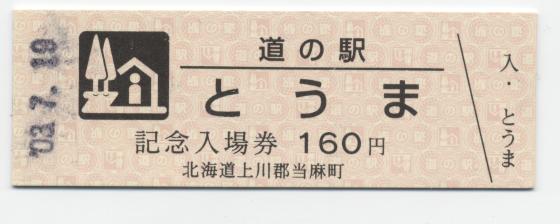 '03. 7. 19
道の駅
とうま
記念入場券 160円
北海道上川郡当麻町
入・とうま